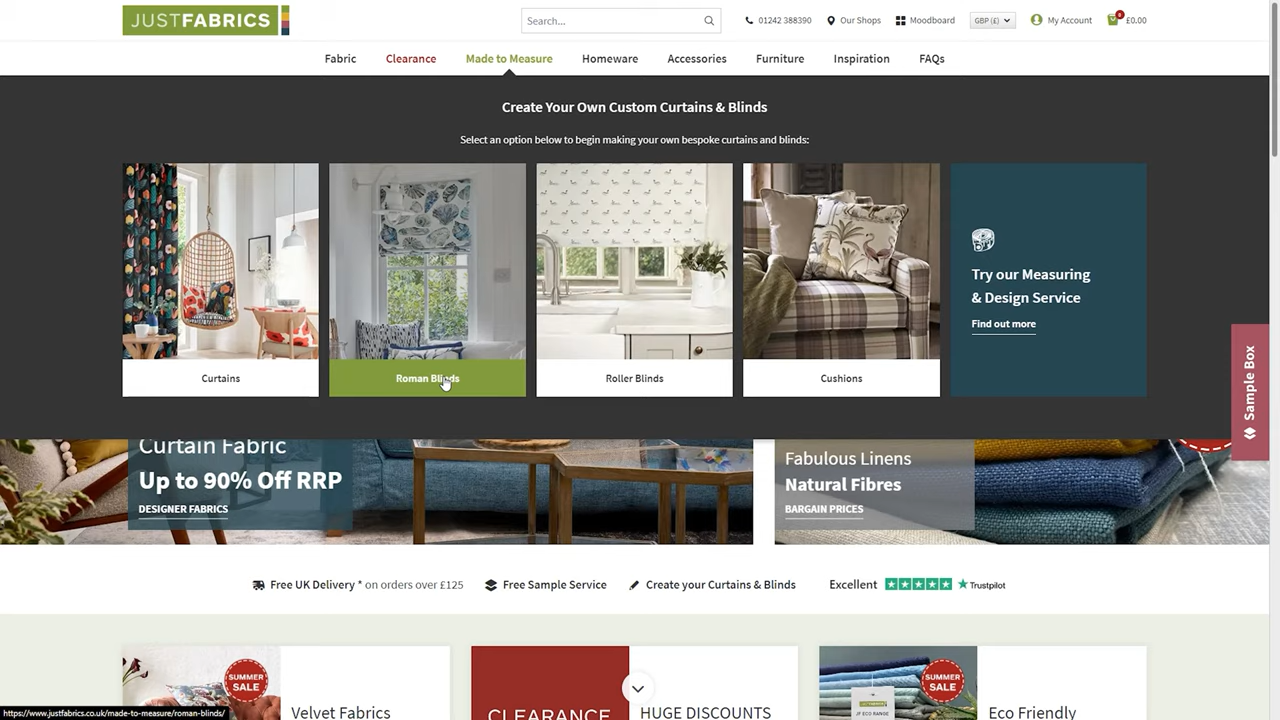 JUSTFABRICS
Search...
01242 388390
Our Shops
Moodboard
GBP (£)
My Account
0
£0.00
Fabric
Clearance
Made to Measure
Homeware
Accessories
Furniture
Inspiration
FAQs
Create Your Own Custom Curtains & Blinds
Select an option below to begin making your own bespoke curtains and blinds:
Curtains
Roman Blinds
Roller Blinds
Cushions
Try our Measuring
& Design Service
Find out more
Sample Box
Curtain Fabric
Up to 90% Off RRP
DESIGNER FABRICS
Fabulous Linens
Natural Fibres
BARGAIN PRICES
Free UK Delivery * on orders over £125
Free Sample Service
Create your Curtains & Blinds
Excellent
Trustpilot
SUMMER
SALE
Velvet Fabrics
CLEARANCE
HUGE DISCOUNTS
SUMMER
SALE
Eco Friendly
https://www.justfabrics.co.uk/made-to-measure/roman-blinds/